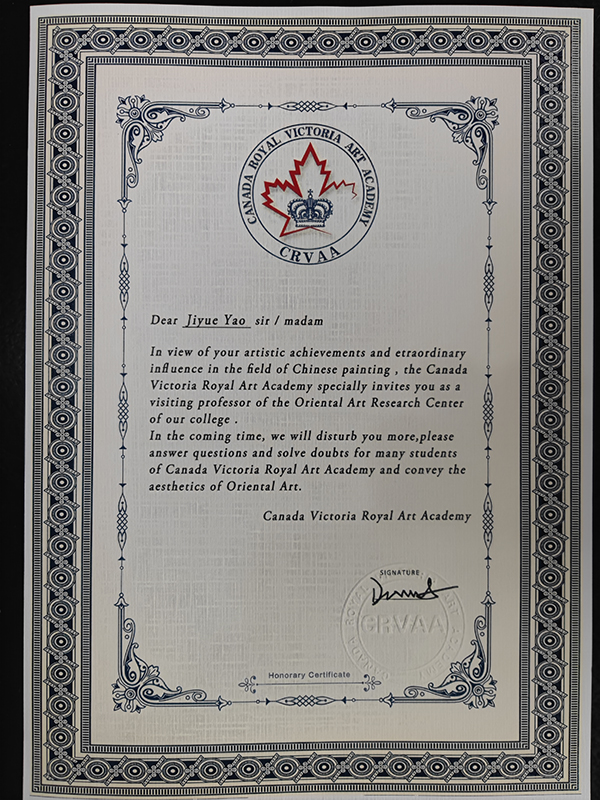 CANADA ROYAL VICTORIA ART ACADEMY
CRVAA
Dear Jiyue Yao sir / madam
In view of your artistic achievements and etraordinary
influence in the field of Chinese painting , the Canada
Victoria Royal Art Academy specially invites you as a
visiting professor of the Oriental Art Research Center
of our college .
In the coming time, we will disturb you more,please
answer questions and solve doubts for many students
of Canada Victoria Royal Art Academy and convey the
aesthetics of Oriental Art.
Canada Victoria Royal Art Academy
SIGNATURE
CRVAA
Honorary Certificate